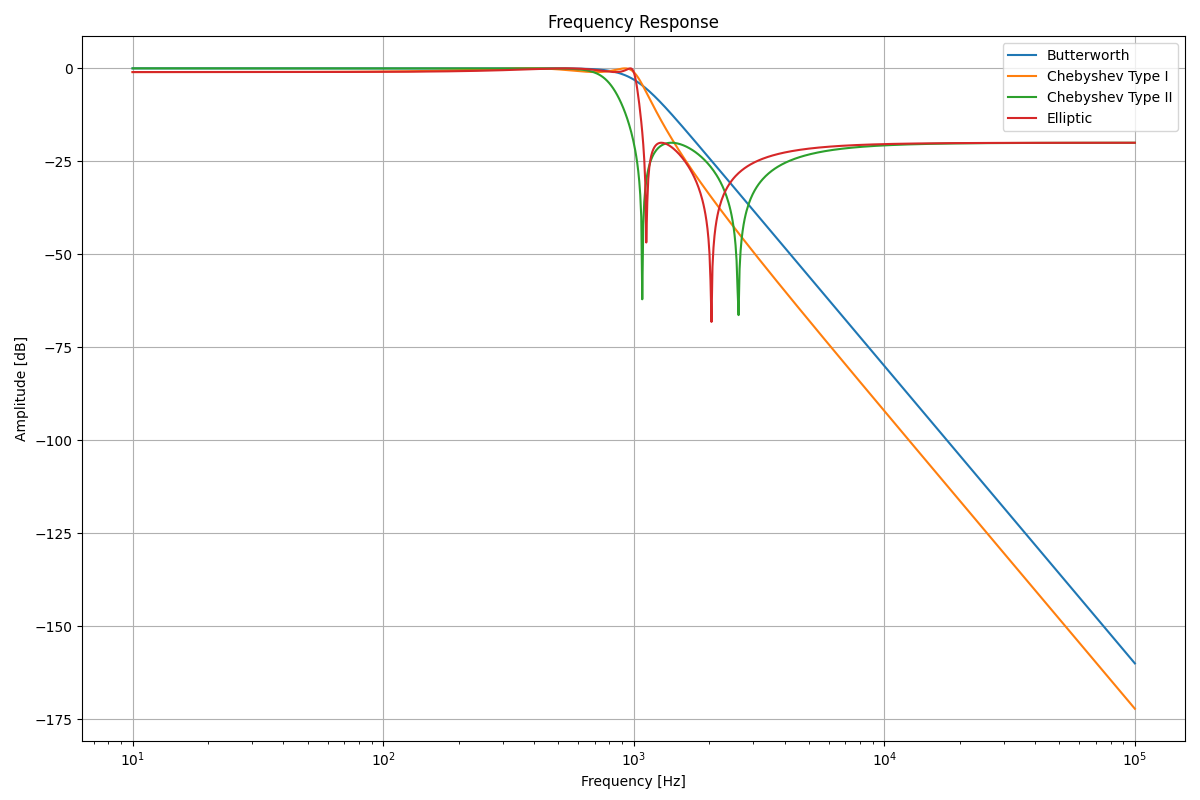 Frequency Response
Butterworth
Chebyshev Type I
Chebyshev Type II
Elliptic
Amplitude [dB]
0
−25
−50
−75
−100
−125
−150
−175
10¹ 10² 10³ 10⁴ 10⁵
Frequency [Hz]